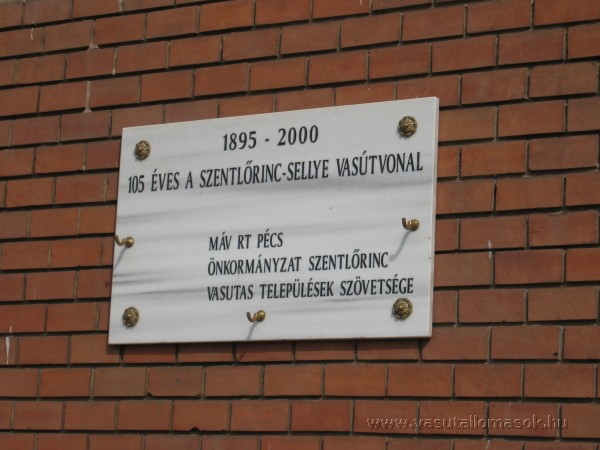 1895 - 2000
105 ÉVES A SZENTLŐRINC-SELLYE VASÚTVONAL
MÁV RT PÉCS
ÖNKORMÁNYZAT SZENTLŐRINC
VASUTAS TELEPÜLÉSEK SZÖVETSÉGE
www.vasutallomasok.hu